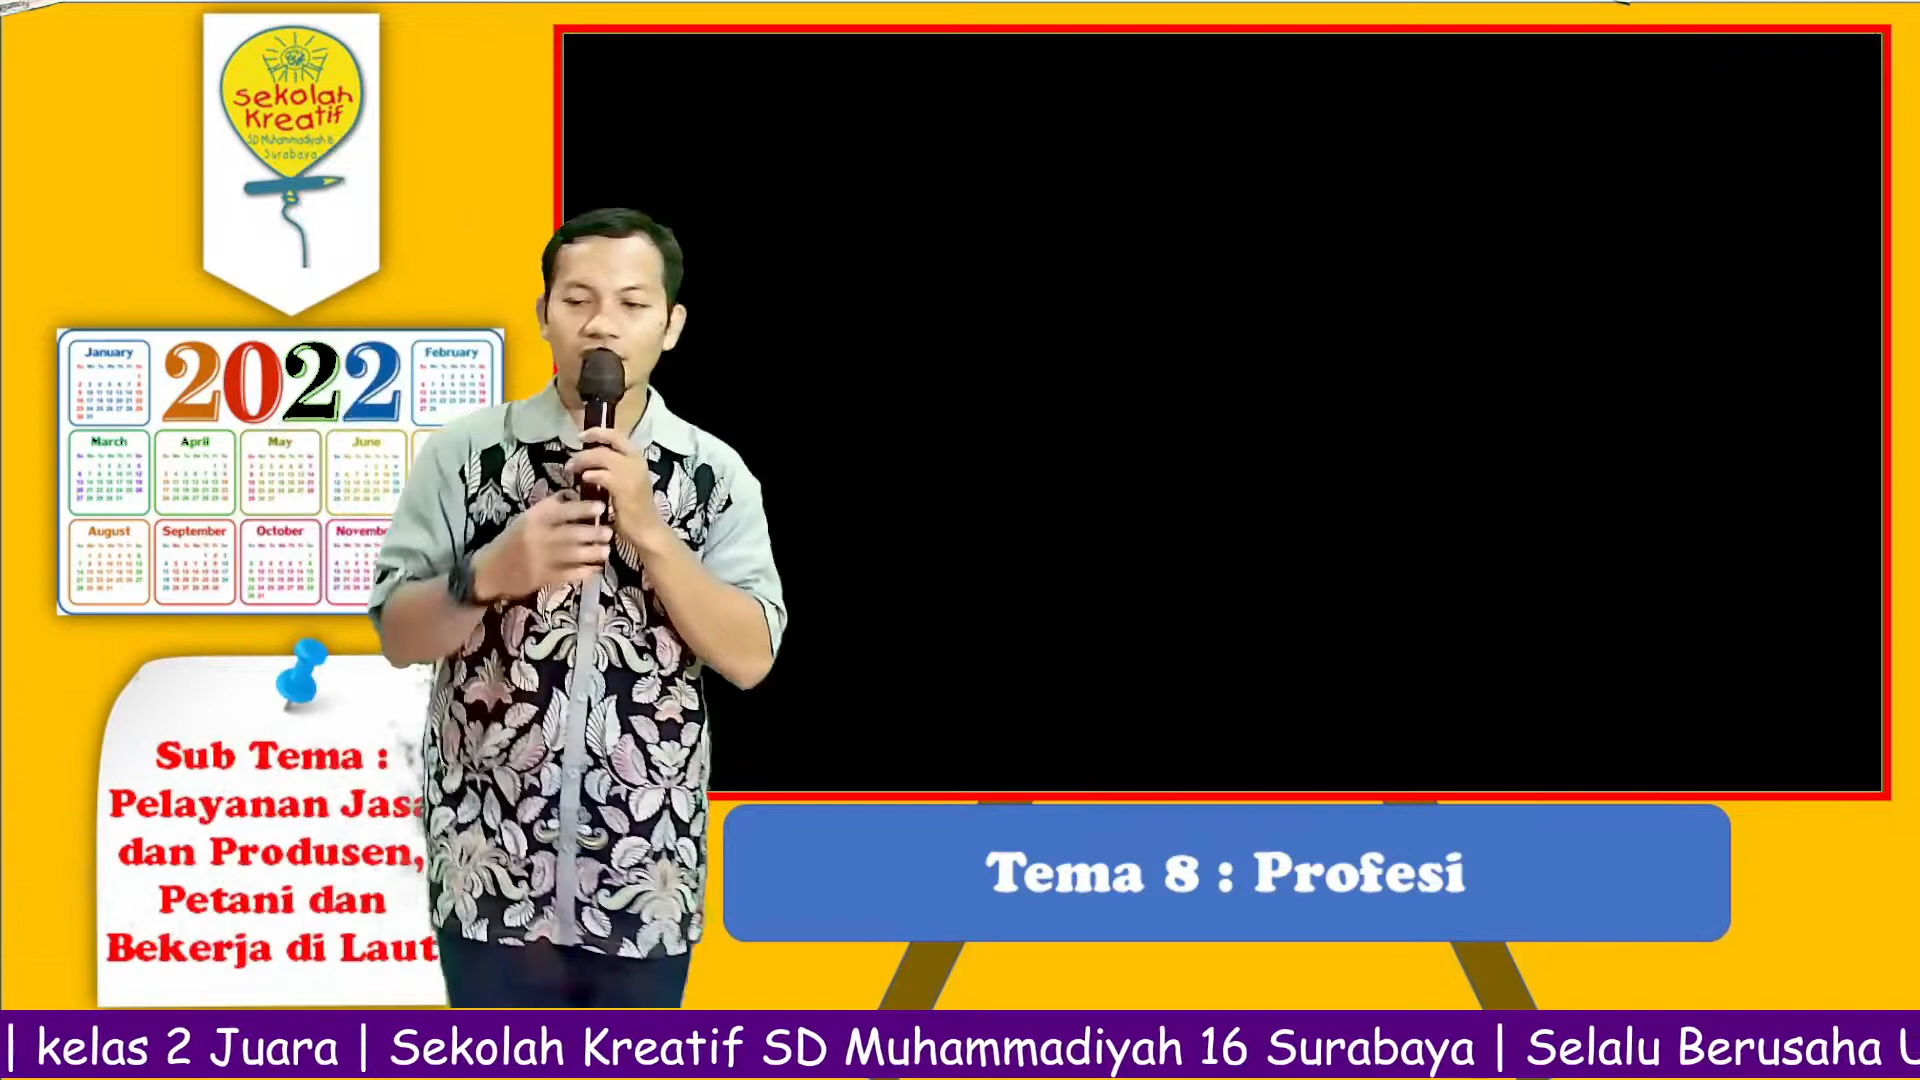 Sekolah
Kreatif
SD Muhammadiyah 16
Surabaya
2022
January
February
March
April
May
June
August
September
October
Novemb
Sub Tema :
Pelayanan Jasa
dan Produsen,
Petani dan
Bekerja di Laut
Tema 8 : Profesi
| kelas 2 Juara | Sekolah Kreatif SD Muhammadiyah 16 Surabaya | Selalu Berusaha U